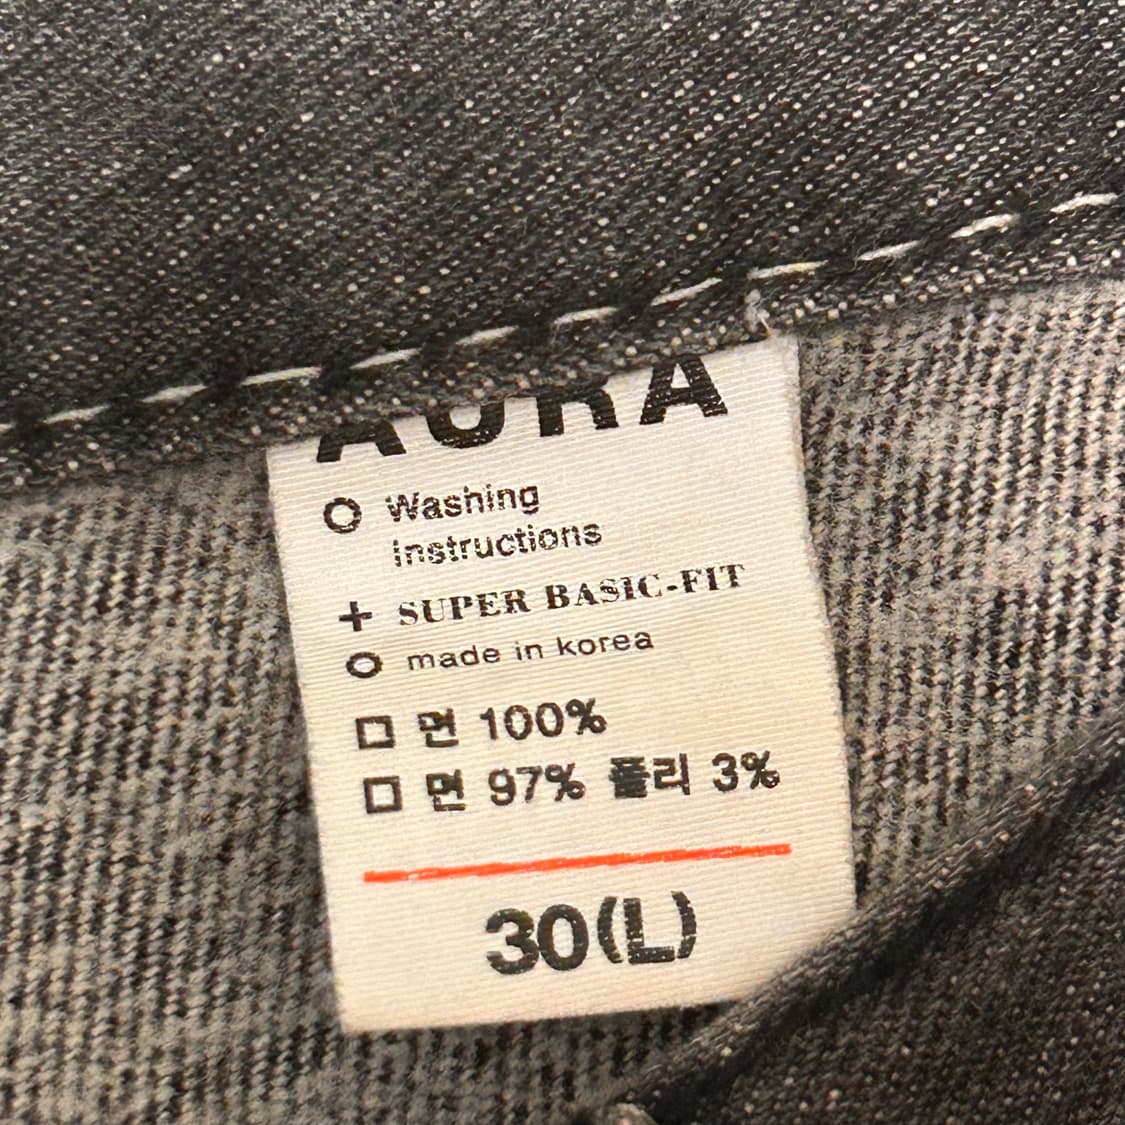 AURA
Washing
instructions
+ SUPER BASIC-FIT
made in korea
면 100%
면 97% 폴리 3%
30(L)